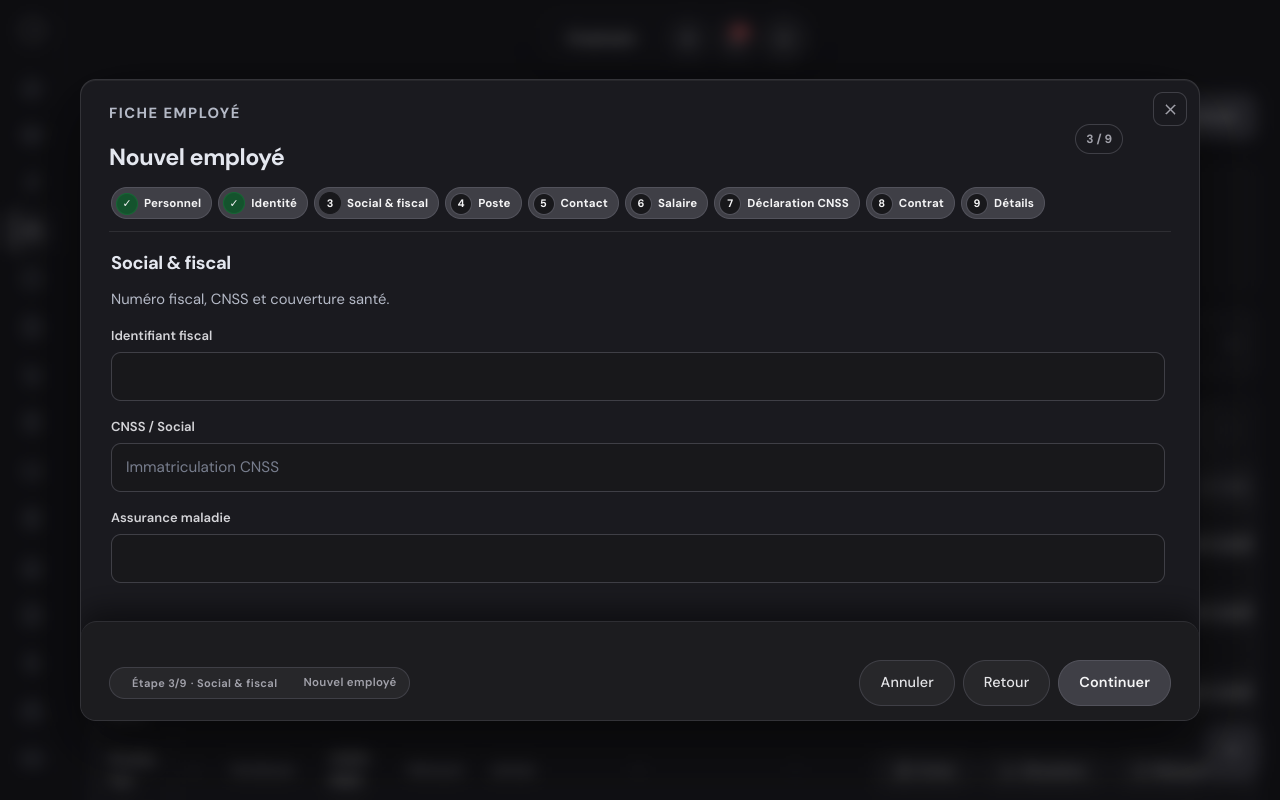 FICHE EMPLOYÉ
3 / 9
Nouvel employé
✓ Personnel ✓ Identité 3 Social & fiscal 4 Poste 5 Contact 6 Salaire 7 Déclaration CNSS 8 Contrat 9 Détails
Social & fiscal
Numéro fiscal, CNSS et couverture santé.
Identifiant fiscal
CNSS / Social
Immatriculation CNSS
Assurance maladie
Étape 3/9 · Social & fiscal Nouvel employé Annuler Retour Continuer